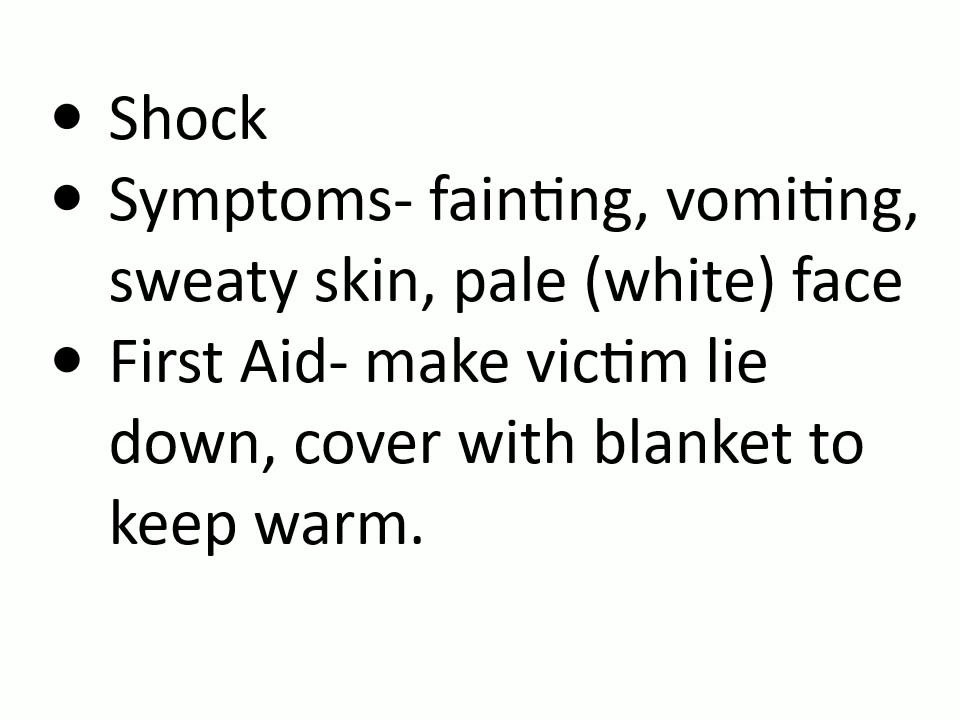 • Shock
• Symptoms- fainting, vomiting,
sweaty skin, pale (white) face
• First Aid- make victim lie
down, cover with blanket to
keep warm.